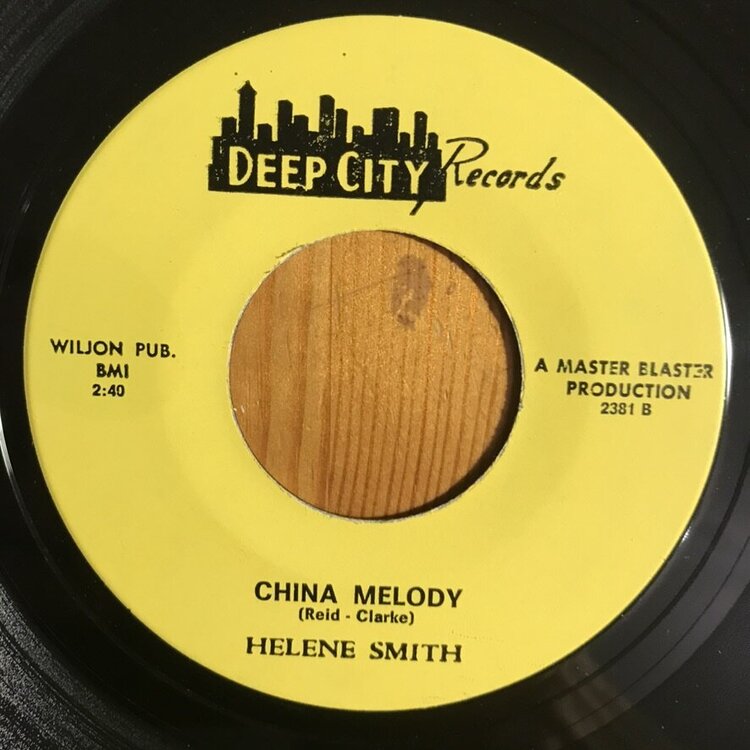 DEEP CITY Records
WILJON PUB.
BMI
2:40
A MASTER BLASTER
PRODUCTION
2381 B
CHINA MELODY
(Reid - Clarke)
HELENE SMITH